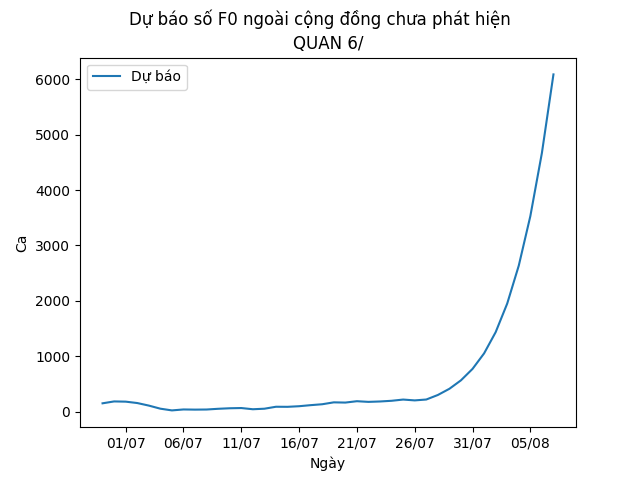 Dự báo số F0 ngoài cộng đồng chưa phát hiện
QUAN 6/
Dự báo
6000
5000
4000
3000
2000
1000
0
Ca
01/07 06/07 11/07 16/07 21/07 26/07 31/07 05/08
Ngày